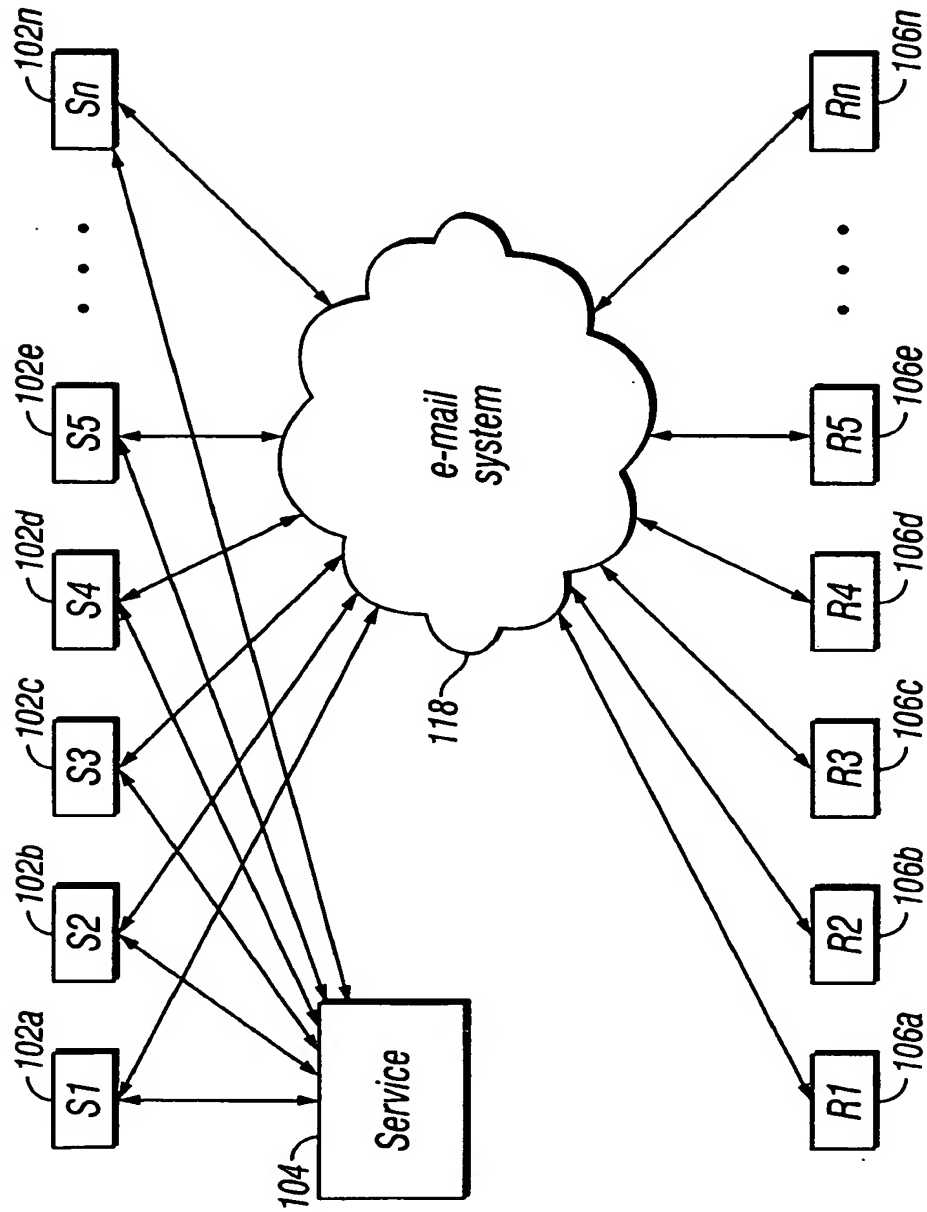 102a 102b 102c 102d 102e 102n
S1 S2 S3 S4 S5 • • • Sn
104
Service
e-mail
system
118
R1 R2 R3 R4 R5 • • • Rn
106a 106b 106c 106d 106e 106n